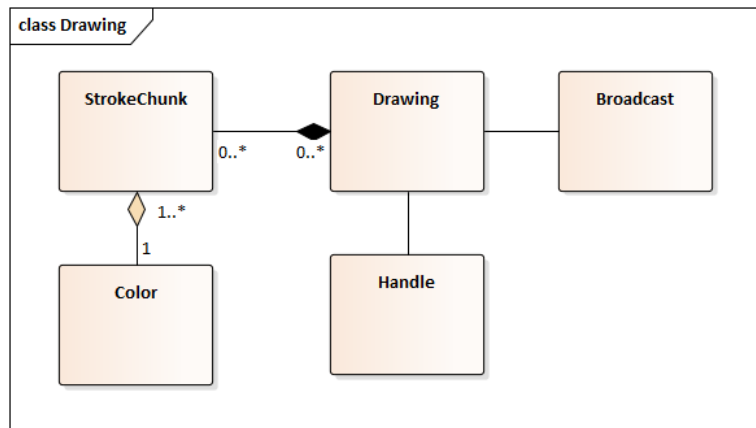 class Drawing
StrokeChunk
Drawing
Broadcast
0..*
0..*
1..*
1
Color
Handle